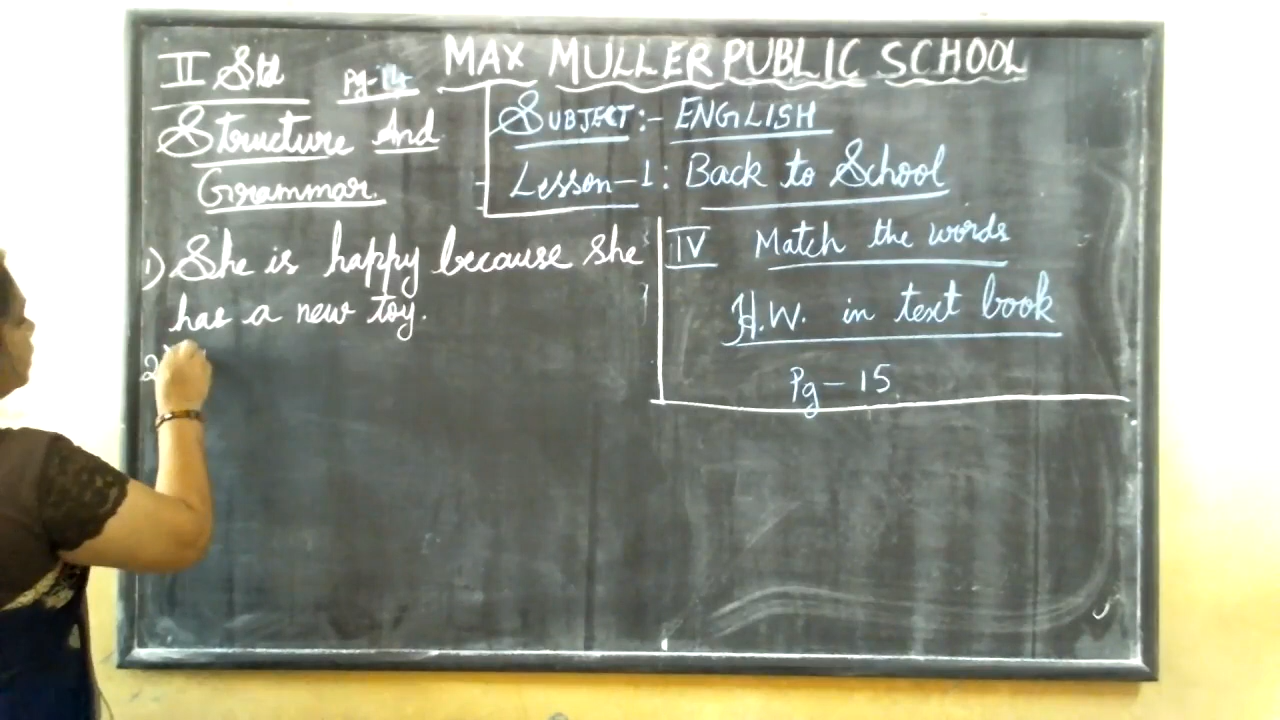 II Std
Pg-14
MAX MULLER PUBLIC SCHOOL
Structure And
Grammar.
SUBJECT:- ENGLISH
Lesson-1: Back to School
1) She is happy because she
has a new toy.
2)
IV Match the words
H.W. in text book
Pg-15.